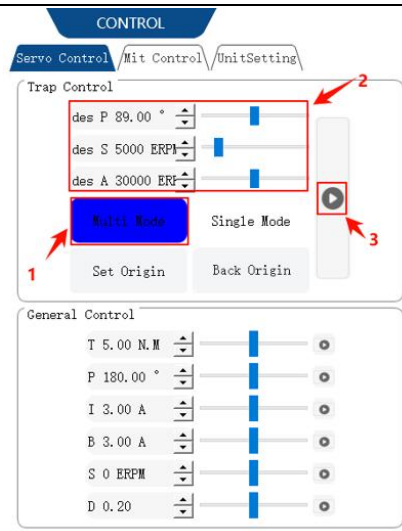 CONTROL
Servo Control Mit Control UnitSetting
Trap Control
2
des P 89.00 °
des S 5000 ERPM
des A 30000 ERP
Multi Mode Single Mode
3
1
Set Origin Back Origin
General Control
T 5.00 N.M
P 180.00 °
I 3.00 A
B 3.00 A
S 0 ERPM
D 0.20